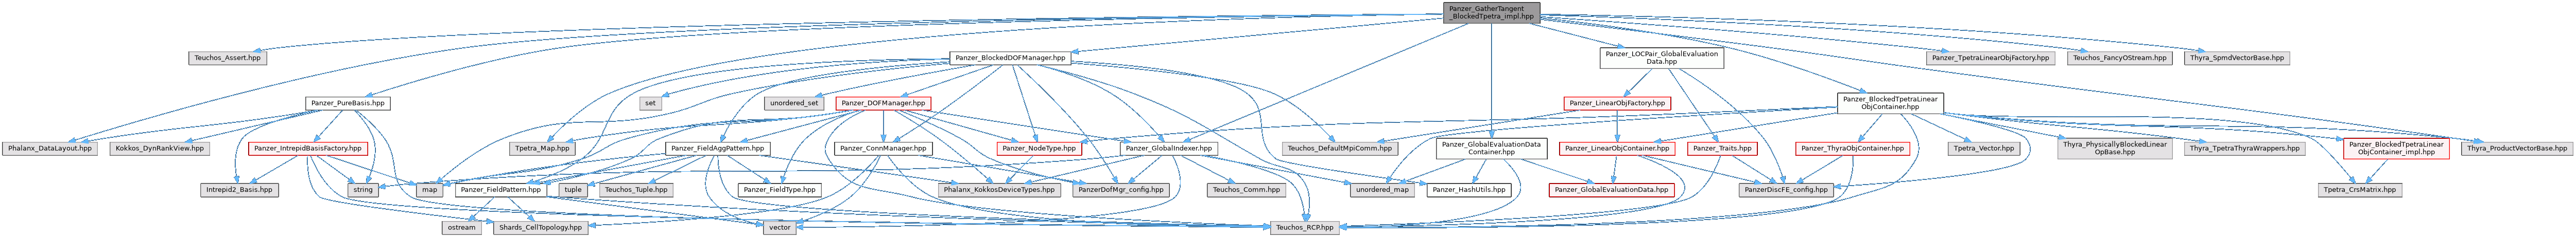 Panzer_GatherTangent
_BlockedTpetra_impl.hpp
Teuchos_Assert.hpp
Panzer_BlockedDOFManager.hpp
Panzer_LOCPair_GlobalEvaluation
Data.hpp
Panzer_TpetraLinearObjFactory.hpp
Teuchos_FancyOStream.hpp
Thyra_SpmdVectorBase.hpp
Panzer_PureBasis.hpp
set
unordered_set
Panzer_DOFManager.hpp
Panzer_LinearObjFactory.hpp
Panzer_BlockedTpetraLinear
ObjContainer.hpp
Phalanx_DataLayout.hpp
Kokkos_DynRankView.hpp
Panzer_IntrepidBasisFactory.hpp
Tpetra_Map.hpp
Panzer_FieldAggPattern.hpp
Panzer_ConnManager.hpp
Panzer_NodeType.hpp
Panzer_GlobalIndexer.hpp
Teuchos_DefaultMpiComm.hpp
Panzer_GlobalEvaluationData
Container.hpp
Panzer_LinearObjContainer.hpp
Panzer_Traits.hpp
Panzer_ThyraObjContainer.hpp
Tpetra_Vector.hpp
Thyra_PhysicallyBlockedLinear
OpBase.hpp
Thyra_TpetraThyraWrappers.hpp
Panzer_BlockedTpetraLinear
ObjContainer_impl.hpp
Thyra_ProductVectorBase.hpp
Intrepid2_Basis.hpp
string
map
Panzer_FieldPattern.hpp
tuple
Teuchos_Tuple.hpp
Panzer_FieldType.hpp
Phalanx_KokkosDeviceTypes.hpp
PanzerDofMgr_config.hpp
Teuchos_Comm.hpp
unordered_map
Panzer_HashUtils.hpp
Panzer_GlobalEvaluationData.hpp
PanzerDiscFE_config.hpp
Tpetra_CrsMatrix.hpp
ostream
Shards_CellTopology.hpp
vector
Teuchos_RCP.hpp